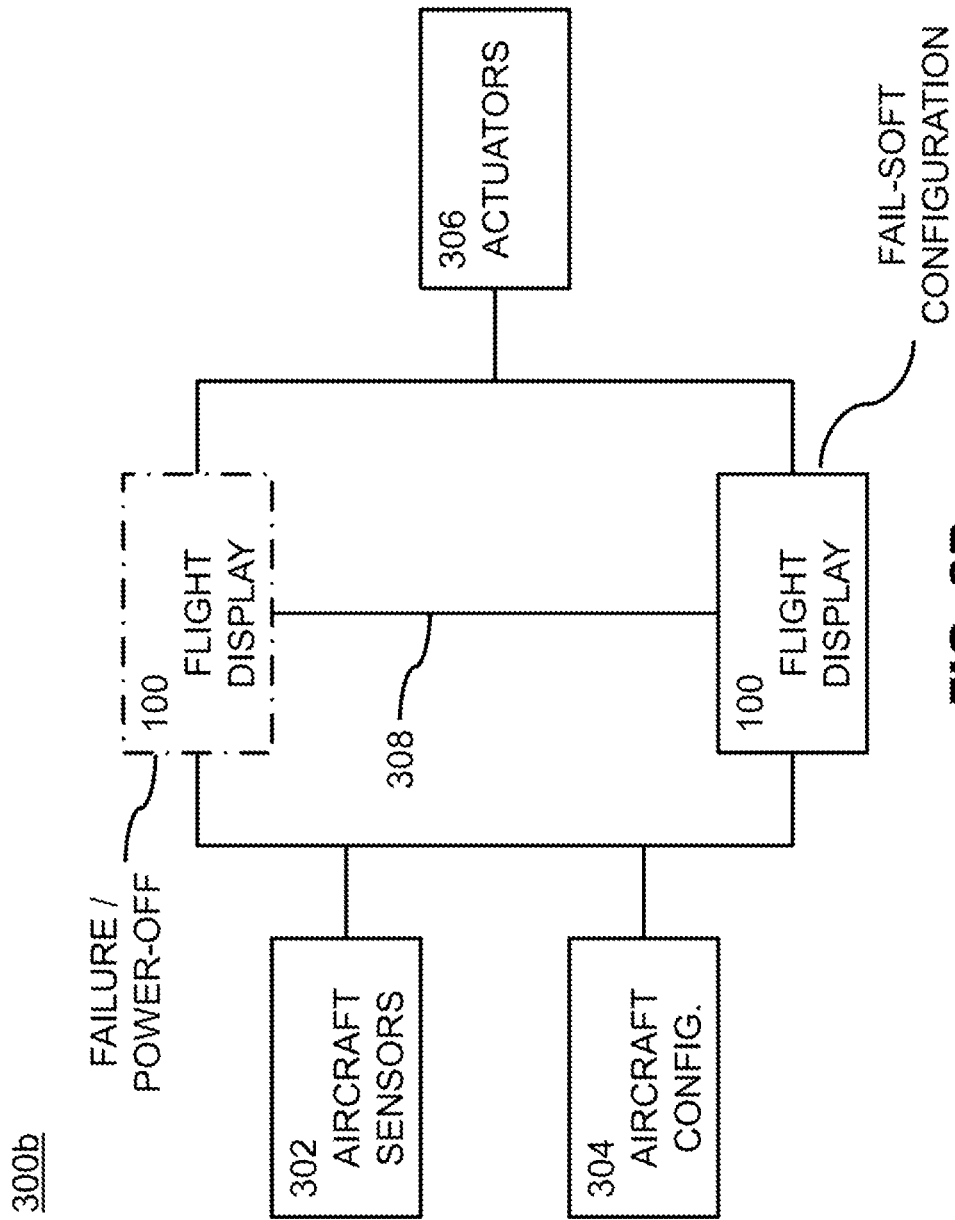 300b
FAILURE /
POWER-OFF
100
FLIGHT
DISPLAY
302
AIRCRAFT
SENSORS
308
306
ACTUATORS
304
AIRCRAFT
CONFIG.
100
FLIGHT
DISPLAY
FAIL-SOFT
CONFIGURATION